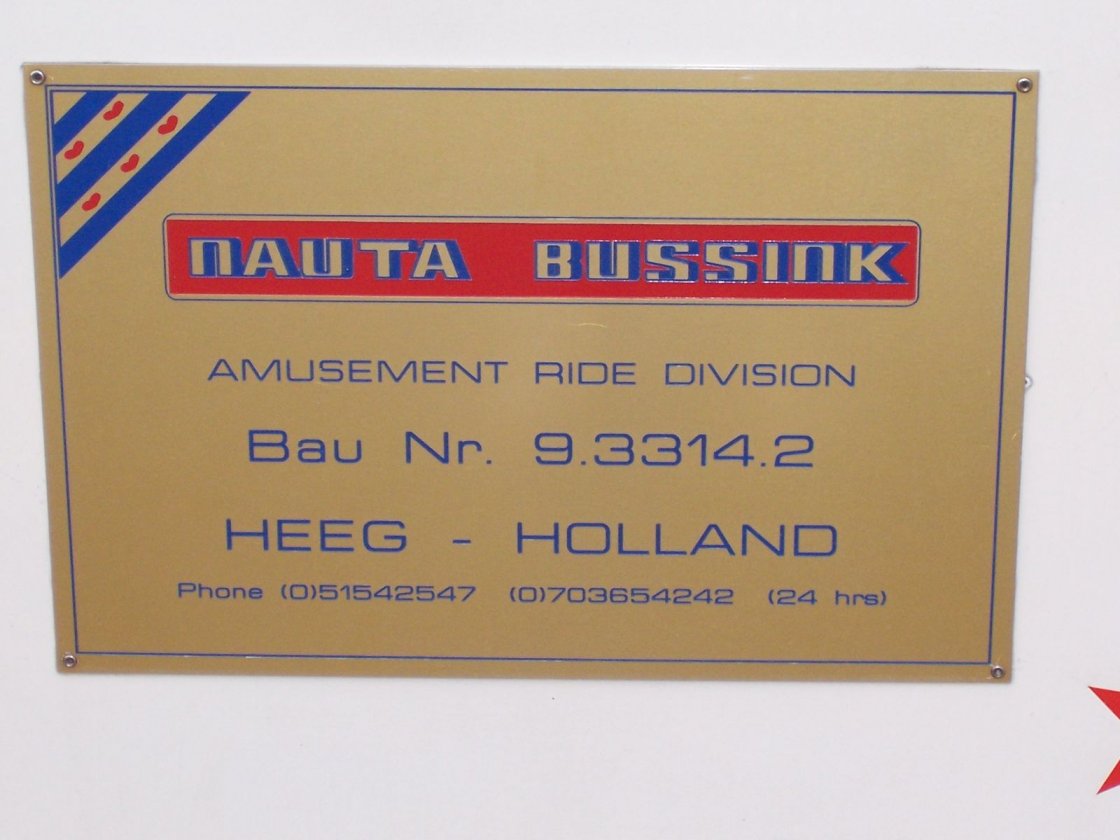 NAUTA BUSSINK
AMUSEMENT RIDE DIVISION
Bau Nr. 9.3314.2
HEEG - HOLLAND
Phone (0)51542547 (0)703654242 (24 hrs)